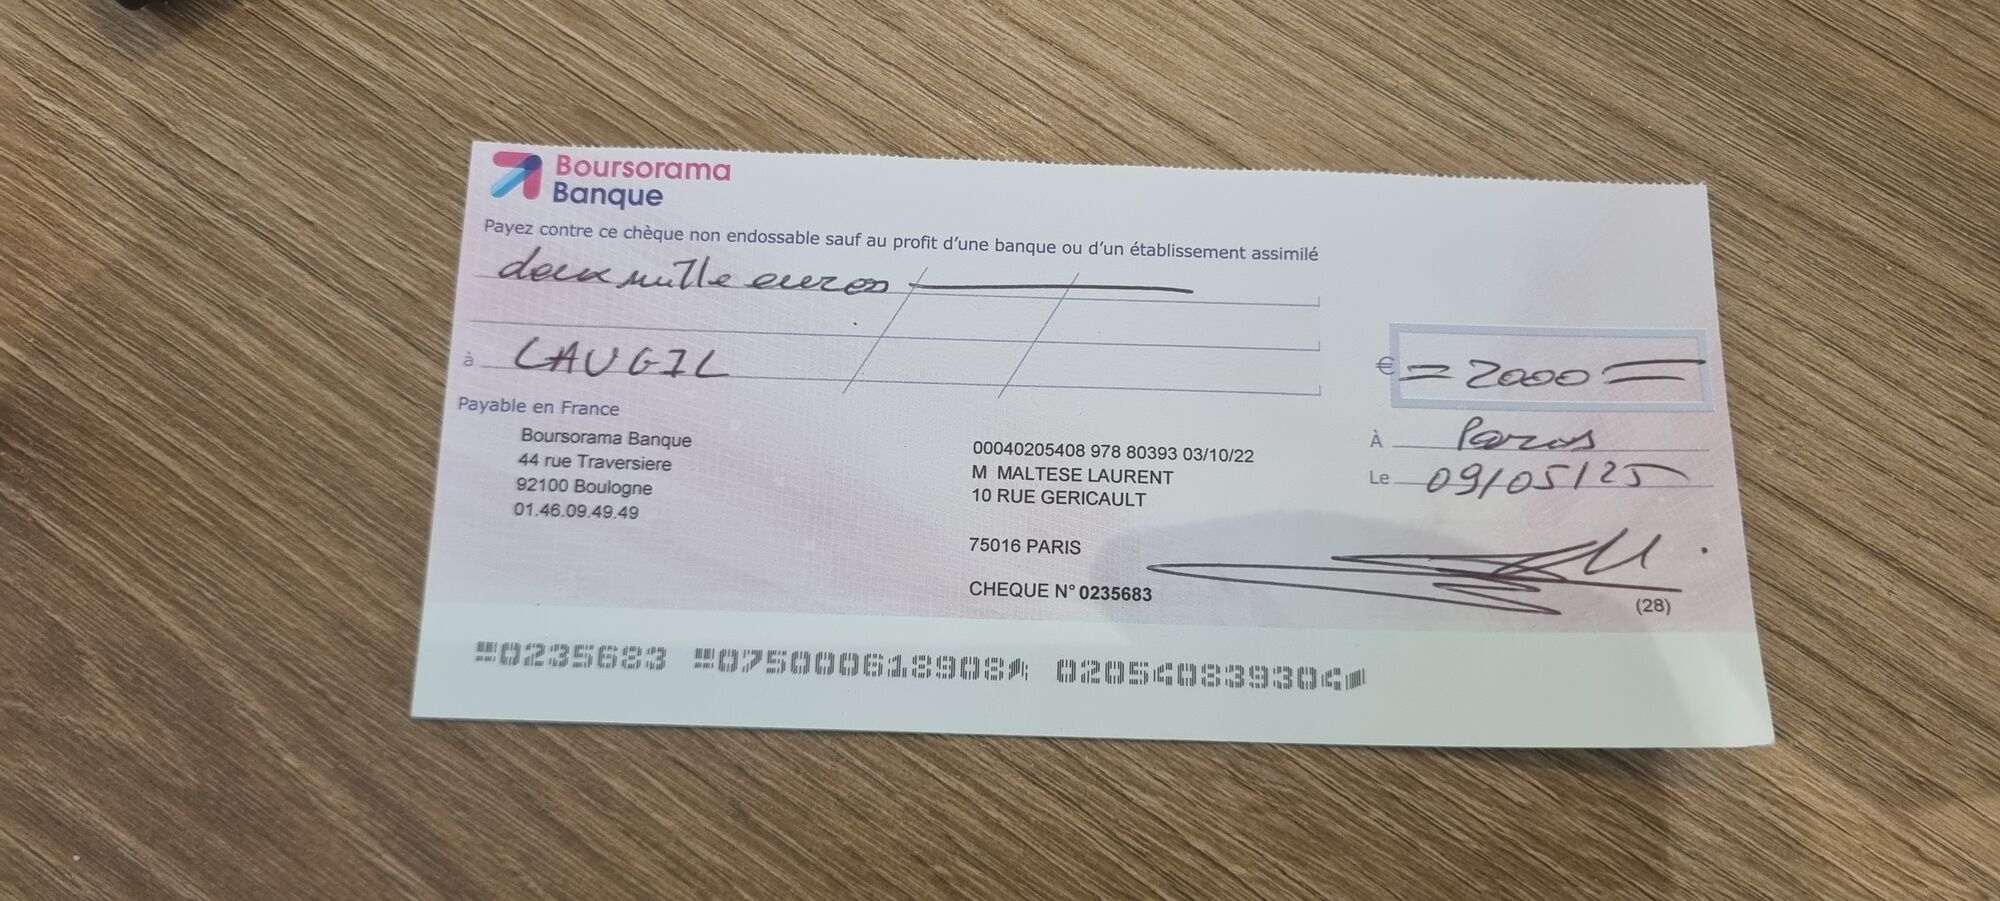 Boursorama
Banque
Payez contre ce chèque non endossable sauf au profit d'une banque ou d'un établissement assimilé
deux mille euros
à LAUGIL
€ = 2000 =
Payable en France
À Paris
Le 09/05/25
Boursorama Banque
44 rue Traversiere
92100 Boulogne
01.46.09.49.49
00040205408 978 80393 03/10/22
M MALTESE LAURENT
10 RUE GERICAULT
75016 PARIS
CHEQUE N° 0235683
(28)
⑈0235683 ⑈075000618908⑆ 020540839304⑈